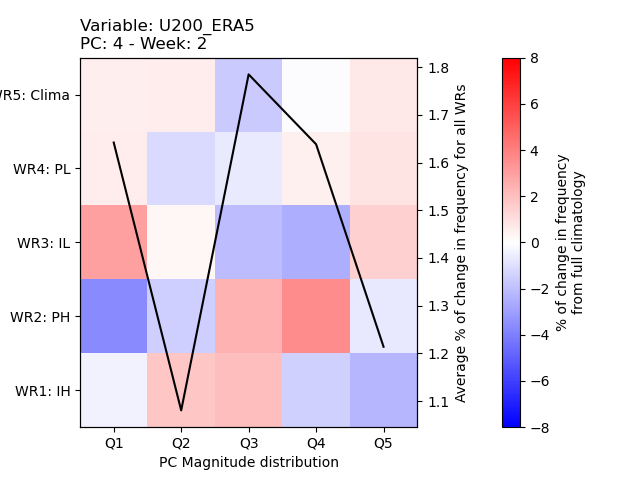 Variable: U200_ERA5
PC: 4 - Week: 2
WR5: Clima
WR4: PL
WR3: IL
WR2: PH
WR1: IH
Q1 Q2 Q3 Q4 Q5
PC Magnitude distribution
1.8
1.7
1.6
1.5
1.4
1.3
1.2
1.1
Average % of change in frequency for all WRs
8
6
4
2
0
−2
−4
−6
−8
% of change in frequency
from full climatology